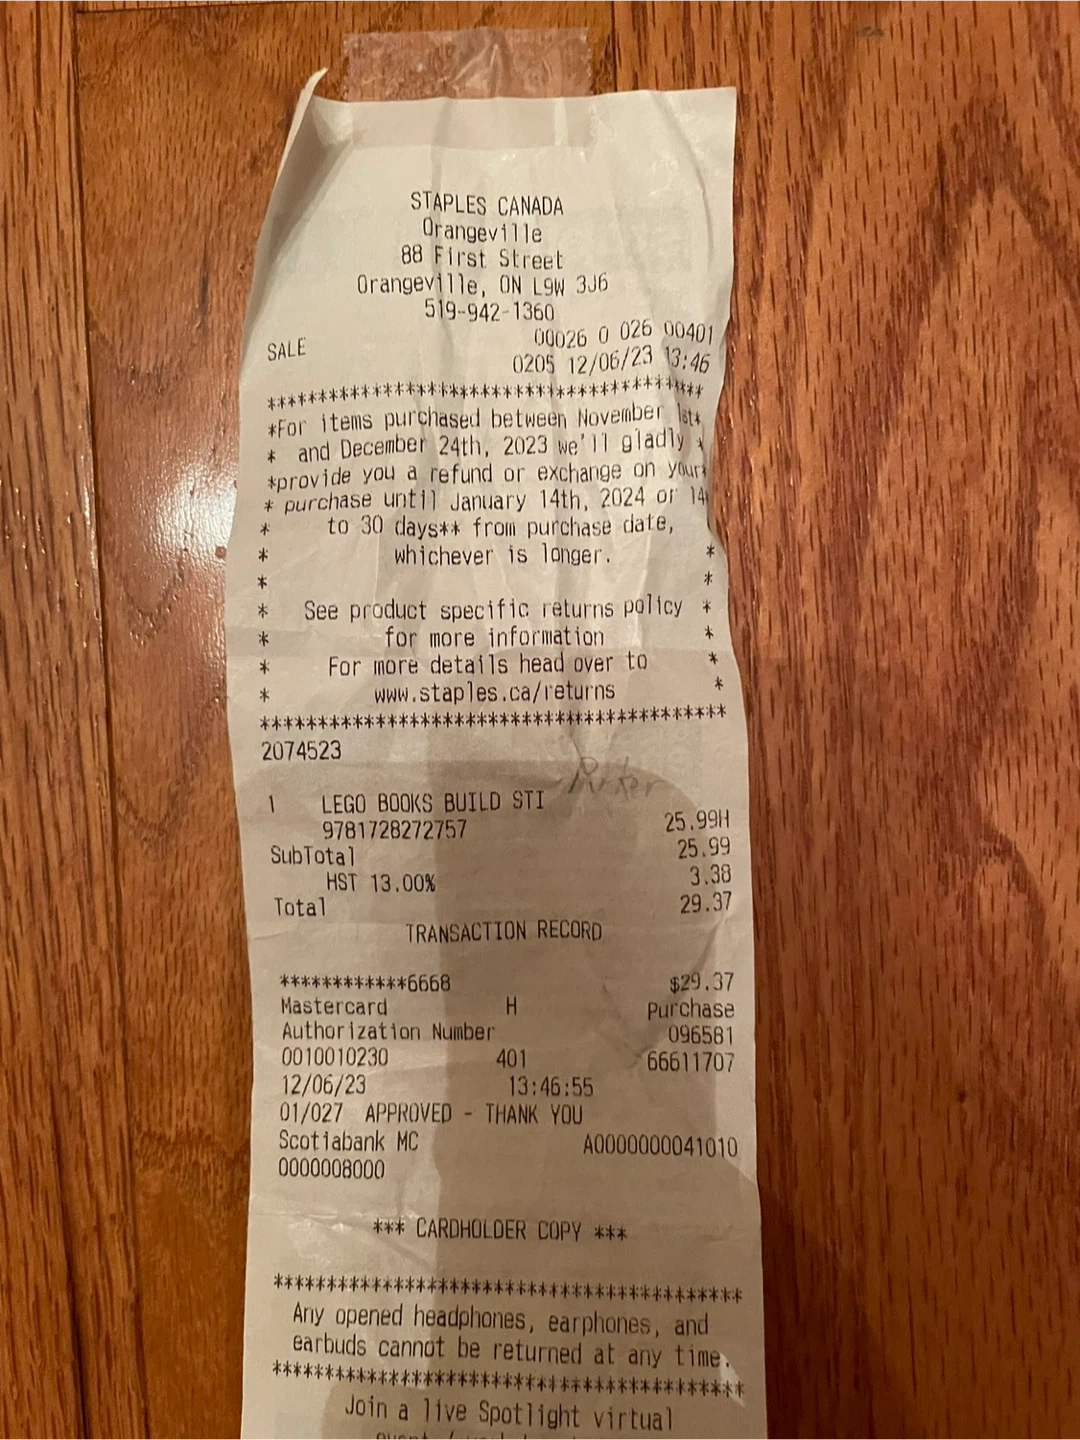 STAPLES CANADA
Orangeville
88 First Street
Orangeville, ON L9W 3J6
519-942-1360
00026 0 026 00401
SALE
0205 12/06/23 13:46
******************************************
*For items purchased between November 1st*
* and December 24th, 2023 we'll gladly *
*provide you a refund or exchange on your*
* purchase until January 14th, 2024 or 14
* to 30 days** from purchase date,
* whichever is longer. *
* *
* See product specific returns policy *
* for more information *
* For more details head over to *
* www.staples.ca/returns *
******************************************
2074523
1 LEGO BOOKS BUILD STI
9781728272757 25.99H
SubTotal 25.99
HST 13.00% 3.38
Total 29.37
TRANSACTION RECORD
************6668 $29.37
Mastercard H Purchase
Authorization Number 096581
0010010230 401 66611707
12/06/23 13:46:55
01/027 APPROVED - THANK YOU
Scotiabank MC A0000000041010
0000008000
*** CARDHOLDER COPY ***
******************************************
Any opened headphones, earphones, and
earbuds cannot be returned at any time.
******************************************
Join a live Spotlight virtual